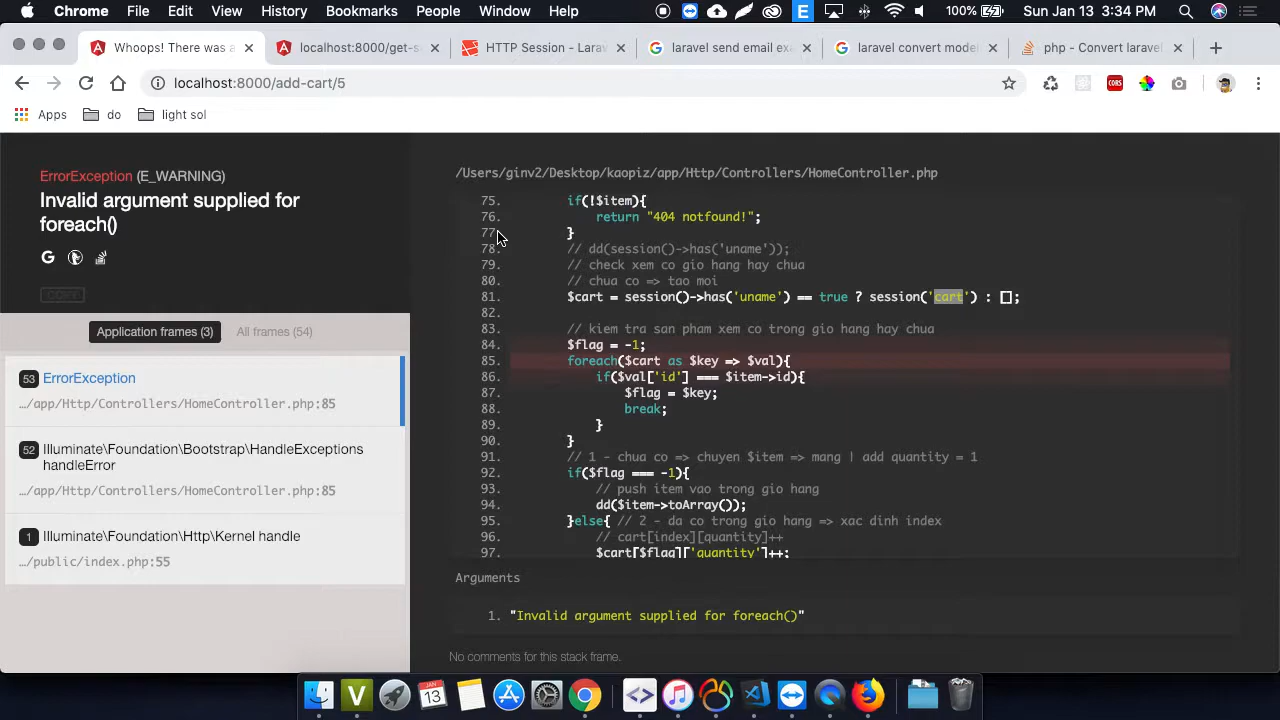 Chrome File Edit View History Bookmarks People Window Help 100% Sun Jan 13 3:34 PM
Whoops! There was a localhost:8000/get-s HTTP Session - Larav laravel send email exa laravel convert mode php - Convert larave
localhost:8000/add-cart/5
CORS
Apps do light sol
ErrorException (E_WARNING)
Invalid argument supplied for
foreach()
COPY
Application frames (3) All frames (54)
53 ErrorException
…/app/Http/Controllers/HomeController.php:85
52 Illuminate\Foundation\Bootstrap\HandleExceptions
handleError
…/app/Http/Controllers/HomeController.php:85
1 Illuminate\Foundation\Http\Kernel handle
…/public/index.php:55
/Users/ginv2/Desktop/kaopiz/app/Http/Controllers/HomeController.php
75. if(!$item){
76. return "404 notfound!";
77. }
78. // dd(session()->has('uname'));
79. // check xem co gio hang hay chua
80. // chua co => tao moi
81. $cart = session()->has('uname') == true ? session('cart') : [];
82.
83. // kiem tra san pham xem co trong gio hang hay chua
84. $flag = -1;
85. foreach($cart as $key => $val){
86. if($val['id'] === $item->id){
87. $flag = $key;
88. break;
89. }
90. }
91. // 1 - chua co => chuyen $item => mang | add quantity = 1
92. if($flag === -1){
93. // push item vao trong gio hang
94. dd($item->toArray());
95. }else{ // 2 - da co trong gio hang => xac dinh index
96. // cart[index][quantity]++
97. $cart[$flag]['quantity']++;
Arguments
1. "Invalid argument supplied for foreach()"
No comments for this stack frame.
JAN
13